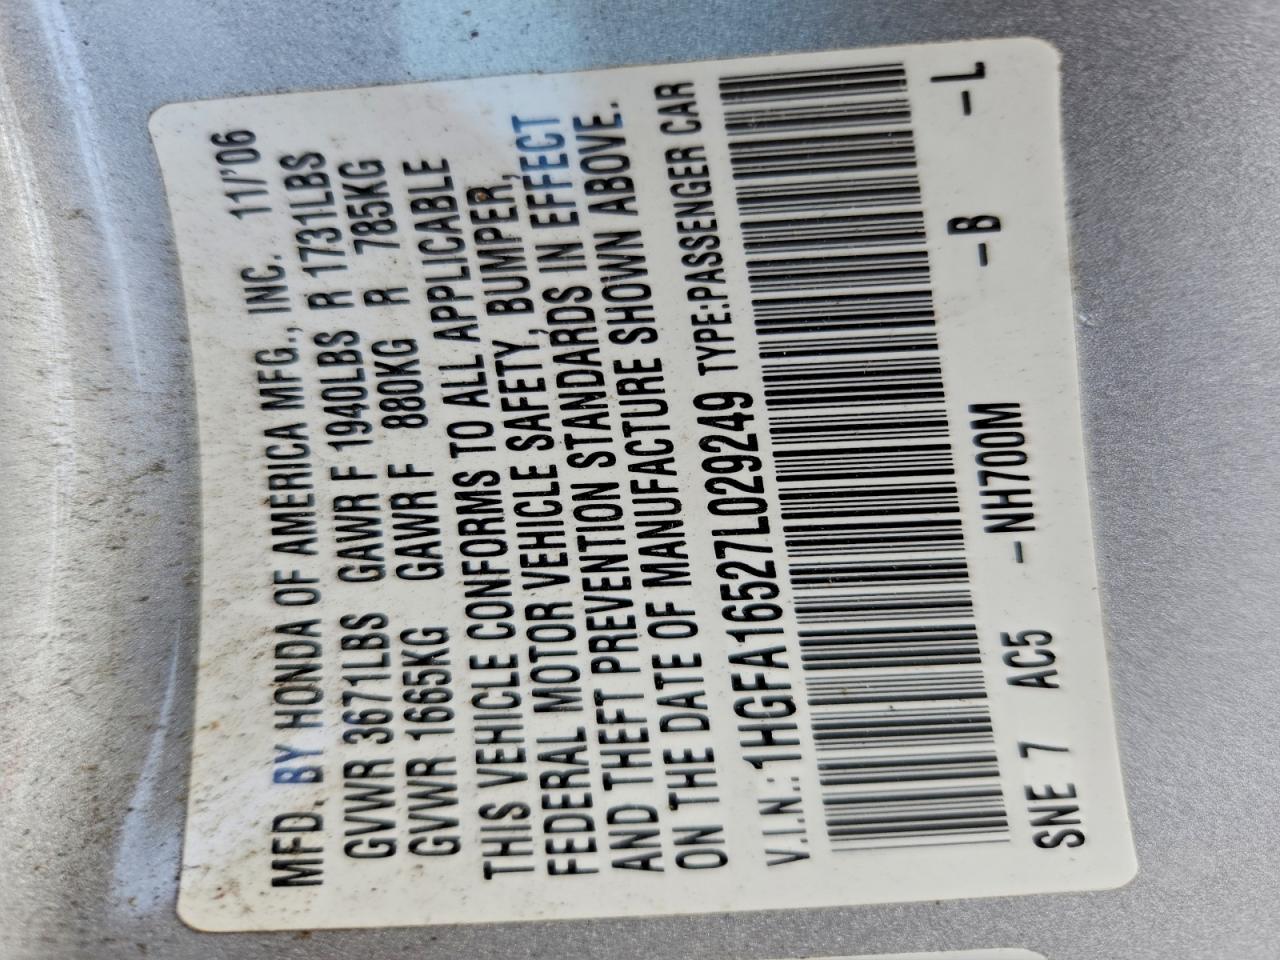 MFD. BY HONDA OF AMERICA MFG., INC. 11/'06
GVWR 3671LBS GAWR F 1940LBS R 1731LBS
GVWR 1665KG GAWR F 880KG R 785KG
THIS VEHICLE CONFORMS TO ALL APPLICABLE
FEDERAL MOTOR VEHICLE SAFETY, BUMPER,
AND THEFT PREVENTION STANDARDS IN EFFECT
ON THE DATE OF MANUFACTURE SHOWN ABOVE.
V.I.N.: 1HGFA16527L029249 TYPE:PASSENGER CAR
SNE 7 AC5 -NH700M -B -L